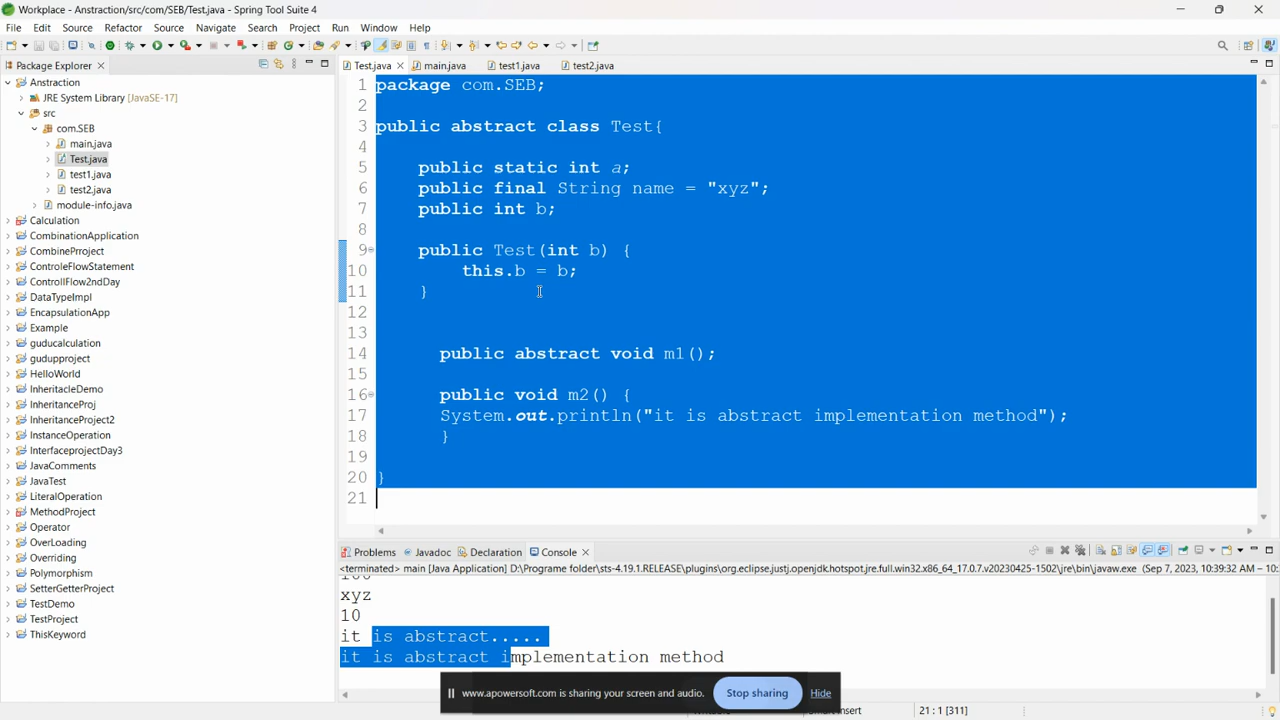 Workplace - Anstraction/src/com/SEB/Test.java - Spring Tool Suite 4
File Edit Source Refactor Source Navigate Search Project Run Window Help
Package Explorer
Test.java main.java test1.java test2.java
Anstraction
JRE System Library [JavaSE-17]
src
com.SEB
main.java
Test.java
test1.java
test2.java
module-info.java
Calculation
CombinationApplication
CombineProject
ControleFlowStatement
ControllFlow2ndDay
DataTypeImpl
EncapsulationApp
Example
guducalculation
gudupproject
HelloWorld
InheritacleDemo
InheritanceProj
InheritanceProject2
InstanceOperation
InterfaceprojectDay3
JavaComments
JavaTest
LiteralOperation
MethodProject
Operator
OverLoading
Overriding
Polymorphism
SetterGetterProject
TestDemo
TestProject
ThisKeyword
1 package com.SEB;
2
3 public abstract class Test{
4
5 public static int a;
6 public final String name = "xyz";
7 public int b;
8
9 public Test(int b) {
10 this.b = b;
11 }
12
13
14 public abstract void m1();
15
16 public void m2() {
17 System.out.println("it is abstract implementation method");
18 }
19
20 }
21
Problems Javadoc Declaration Console
<terminated> main [Java Application] D:\Programe folder\sts-4.19.1.RELEASE\plugins\org.eclipse.justj.openjdk.hotspot.jre.full.win32.x86_64_17.0.7.v20230425-1502\jre\bin\javaw.exe (Sep 7, 2023, 10:39:32 AM – 10:
xyz
10
it is abstract.....
it is abstract implementation method
www.apowersoft.com is sharing your screen and audio. Stop sharing Hide
Insert 21 : 1 [311]